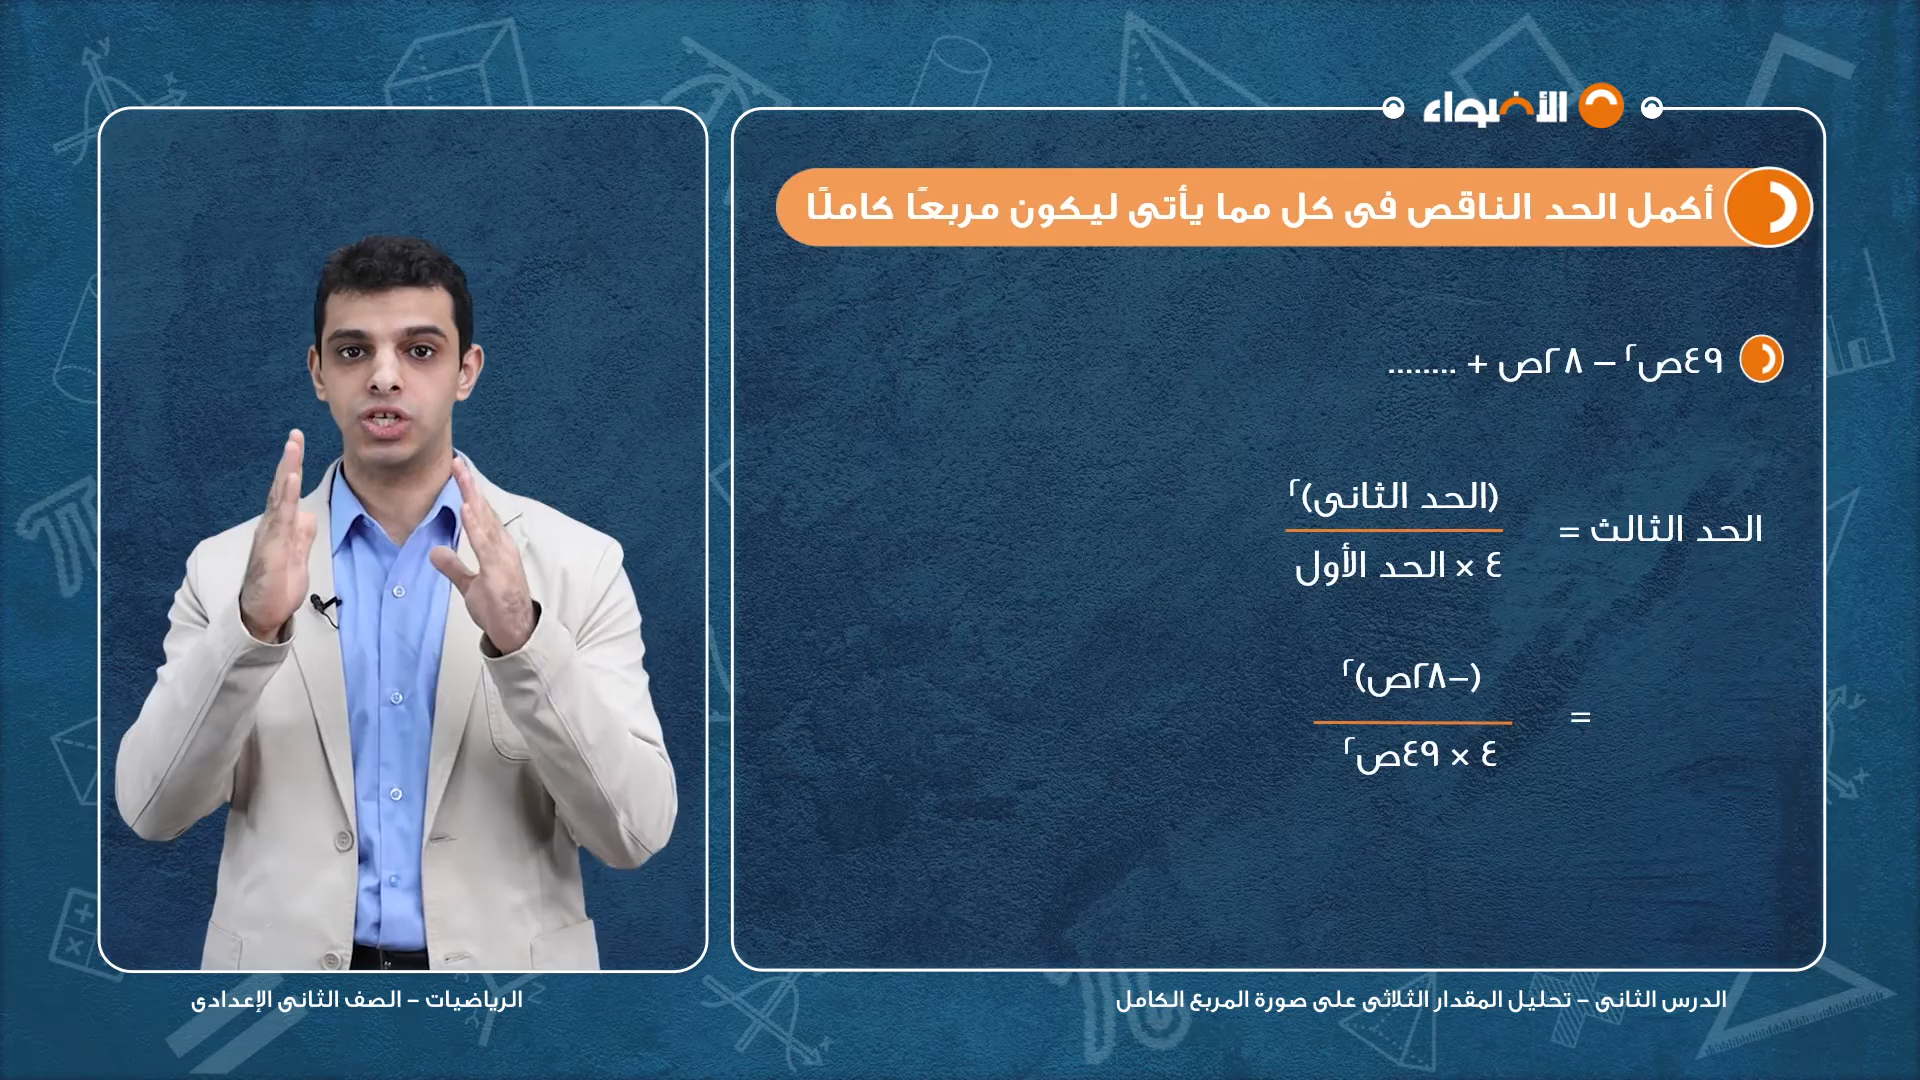 الأضواء
أكمل الحد الناقص فى كل مما يأتى ليكون مربعًا كاملًا
٤٩ص٢ – ٢٨ص + ........
الحد الثالث =
(الحد الثانى)٢
٤ × الحد الأول
=
(–٢٨ص)٢
٤ × ٤٩ص٢
الدرس الثانى – تحليل المقدار الثلاثى على صورة المربع الكامل
الرياضيات – الصف الثانى الإعدادى